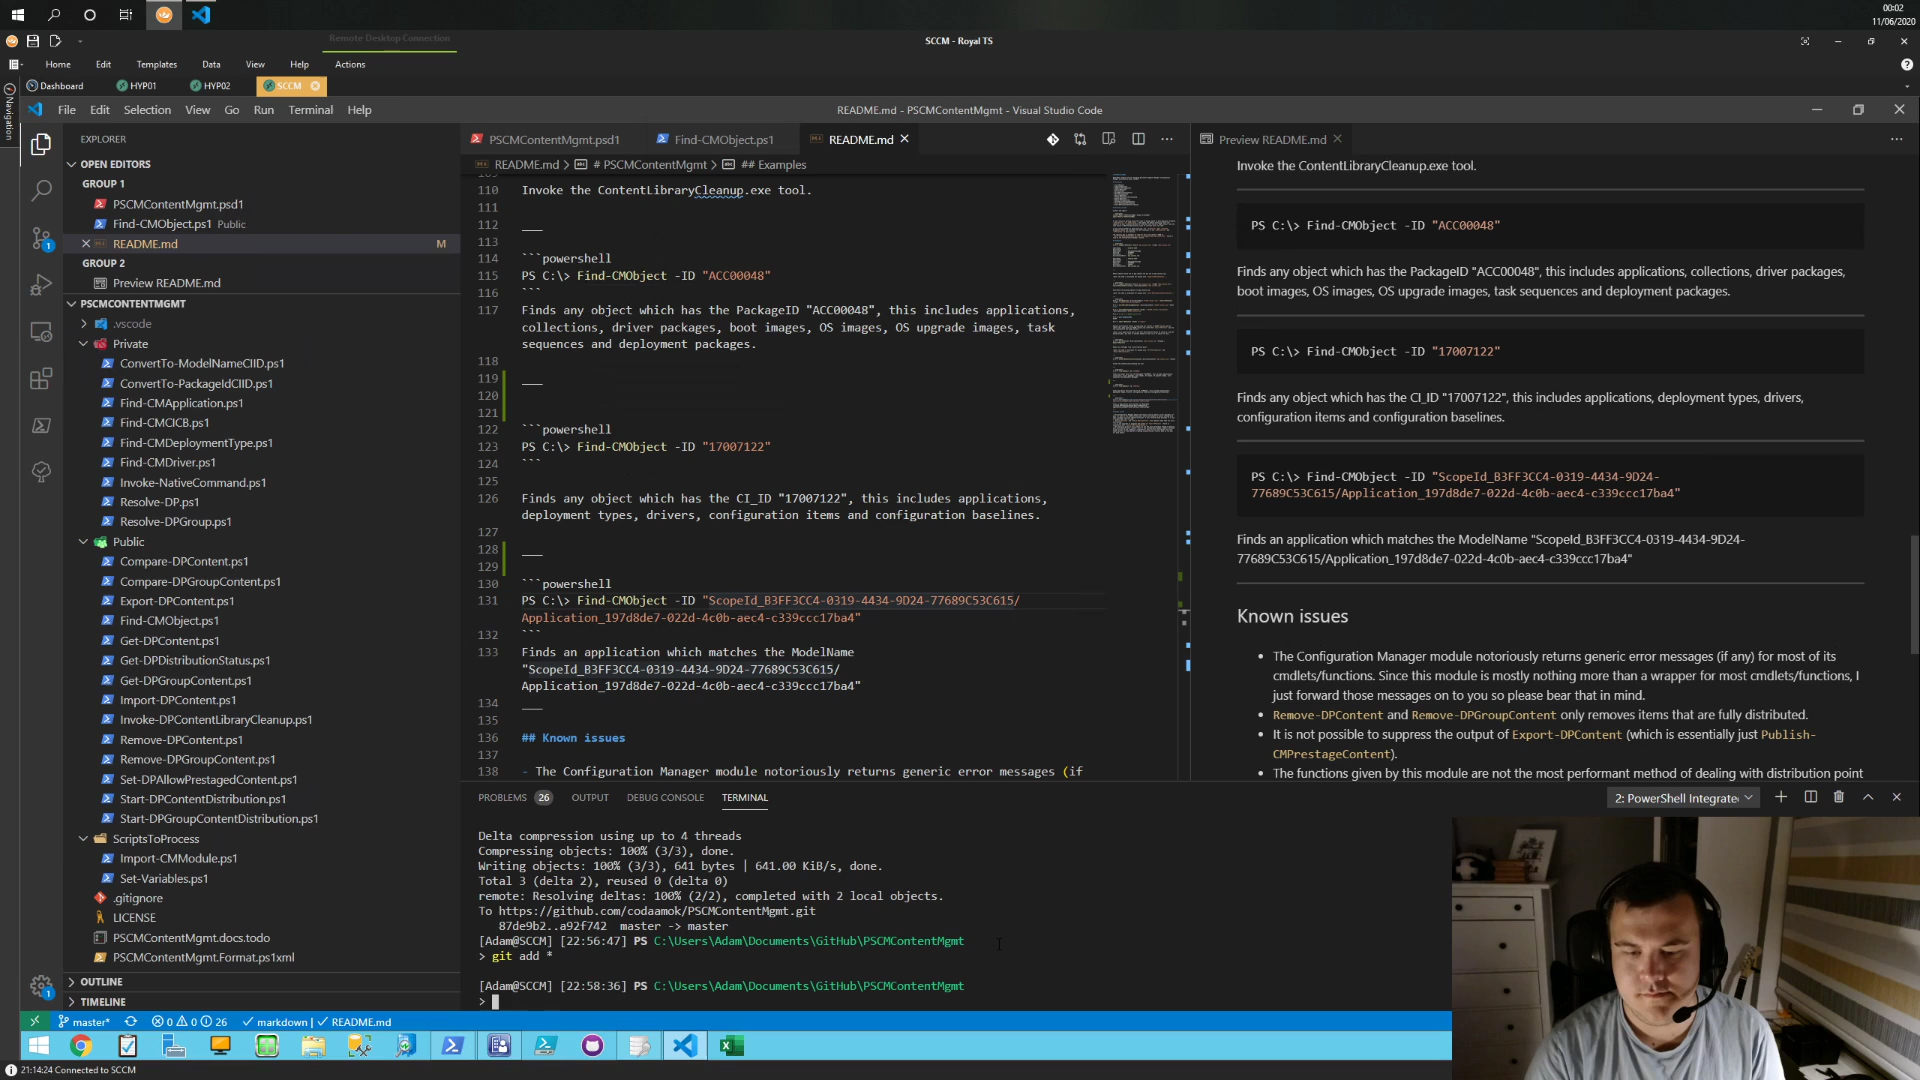 00:02
11/06/2020
Remote Desktop Connection
SCCM - Royal TS
Home Edit Templates Data View Help Actions
Dashboard HYP01 HYP02 SCCM
Navigation
File Edit Selection View Go Run Terminal Help
README.md - PSCMContentMgmt - Visual Studio Code
EXPLORER
OPEN EDITORS
GROUP 1
PSCMContentMgmt.psd1
Find-CMObject.ps1 Public
README.md M
GROUP 2
Preview README.md
PSCMCONTENTMGMT
.vscode
Private
ConvertTo-ModelNameCIID.ps1
ConvertTo-PackageIdCIID.ps1
Find-CMApplication.ps1
Find-CMCICB.ps1
Find-CMDeploymentType.ps1
Find-CMDriver.ps1
Invoke-NativeCommand.ps1
Resolve-DP.ps1
Resolve-DPGroup.ps1
Public
Compare-DPContent.ps1
Compare-DPGroupContent.ps1
Export-DPContent.ps1
Find-CMObject.ps1
Get-DPContent.ps1
Get-DPDistributionStatus.ps1
Get-DPGroupContent.ps1
Import-DPContent.ps1
Invoke-DPContentLibraryCleanup.ps1
Remove-DPContent.ps1
Remove-DPGroupContent.ps1
Set-DPAllowPrestagedContent.ps1
Start-DPContentDistribution.ps1
Start-DPGroupContentDistribution.ps1
ScriptsToProcess
Import-CMModule.ps1
Set-Variables.ps1
.gitignore
LICENSE
PSCMContentMgmt.docs.todo
PSCMContentMgmt.Format.ps1xml
OUTLINE
TIMELINE
1
1
PSCMContentMgmt.psd1 Find-CMObject.ps1 README.md
README.md > # PSCMContentMgmt > ## Examples
110 Invoke the ContentLibraryCleanup.exe tool.
111
112 ___
113
114 ```powershell
115 PS C:\> Find-CMObject -ID "ACC00048"
116 ```
117 Finds any object which has the PackageID "ACC00048", this includes applications,
collections, driver packages, boot images, OS images, OS upgrade images, task
sequences and deployment packages.
118
119 ___
120
121
122 ```powershell
123 PS C:\> Find-CMObject -ID "17007122"
124 ```
125
126 Finds any object which has the CI_ID "17007122", this includes applications,
deployment types, drivers, configuration items and configuration baselines.
127
128 ___
129
130 ```powershell
131 PS C:\> Find-CMObject -ID "ScopeId_B3FF3CC4-0319-4434-9D24-77689C53C615/
Application_197d8de7-022d-4c0b-aec4-c339ccc17ba4"
132 ```
133 Finds an application which matches the ModelName
"ScopeId_B3FF3CC4-0319-4434-9D24-77689C53C615/
Application_197d8de7-022d-4c0b-aec4-c339ccc17ba4"
134 ___
135
136 ## Known issues
137
138 - The Configuration Manager module notoriously returns generic error messages (if
Preview README.md
Invoke the ContentLibraryCleanup.exe tool.
PS C:\> Find-CMObject -ID "ACC00048"
Finds any object which has the PackageID "ACC00048", this includes applications, collections, driver packages,
boot images, OS images, OS upgrade images, task sequences and deployment packages.
PS C:\> Find-CMObject -ID "17007122"
Finds any object which has the CI_ID "17007122", this includes applications, deployment types, drivers,
configuration items and configuration baselines.
PS C:\> Find-CMObject -ID "ScopeId_B3FF3CC4-0319-4434-9D24-
77689C53C615/Application_197d8de7-022d-4c0b-aec4-c339ccc17ba4"
Finds an application which matches the ModelName "ScopeId_B3FF3CC4-0319-4434-9D24-
77689C53C615/Application_197d8de7-022d-4c0b-aec4-c339ccc17ba4"
Known issues
• The Configuration Manager module notoriously returns generic error messages (if any) for most of its
cmdlets/functions. Since this module is mostly nothing more than a wrapper for most cmdlets/functions, I
just forward those messages on to you so please bear that in mind.
• Remove-DPContent and Remove-DPGroupContent only removes items that are fully distributed.
• It is not possible to suppress the output of Export-DPContent (which is essentially just Publish-
CMPrestageContent).
• The functions given by this module are not the most performant method of dealing with distribution point
PROBLEMS 26 OUTPUT DEBUG CONSOLE TERMINAL
2: PowerShell Integrate
Delta compression using up to 4 threads
Compressing objects: 100% (3/3), done.
Writing objects: 100% (3/3), 641 bytes | 641.00 KiB/s, done.
Total 3 (delta 2), reused 0 (delta 0)
remote: Resolving deltas: 100% (2/2), completed with 2 local objects.
To https://github.com/codaamok/PSCMContentMgmt.git
87de9b2..a92f742 master -> master
[Adam@SCCM] [22:56:47] PS C:\Users\Adam\Documents\GitHub\PSCMContentMgmt
> git add *
[Adam@SCCM] [22:58:36] PS C:\Users\Adam\Documents\GitHub\PSCMContentMgmt
>
master* 0 0 26 markdown | README.md
21:14:24 Connected to SCCM